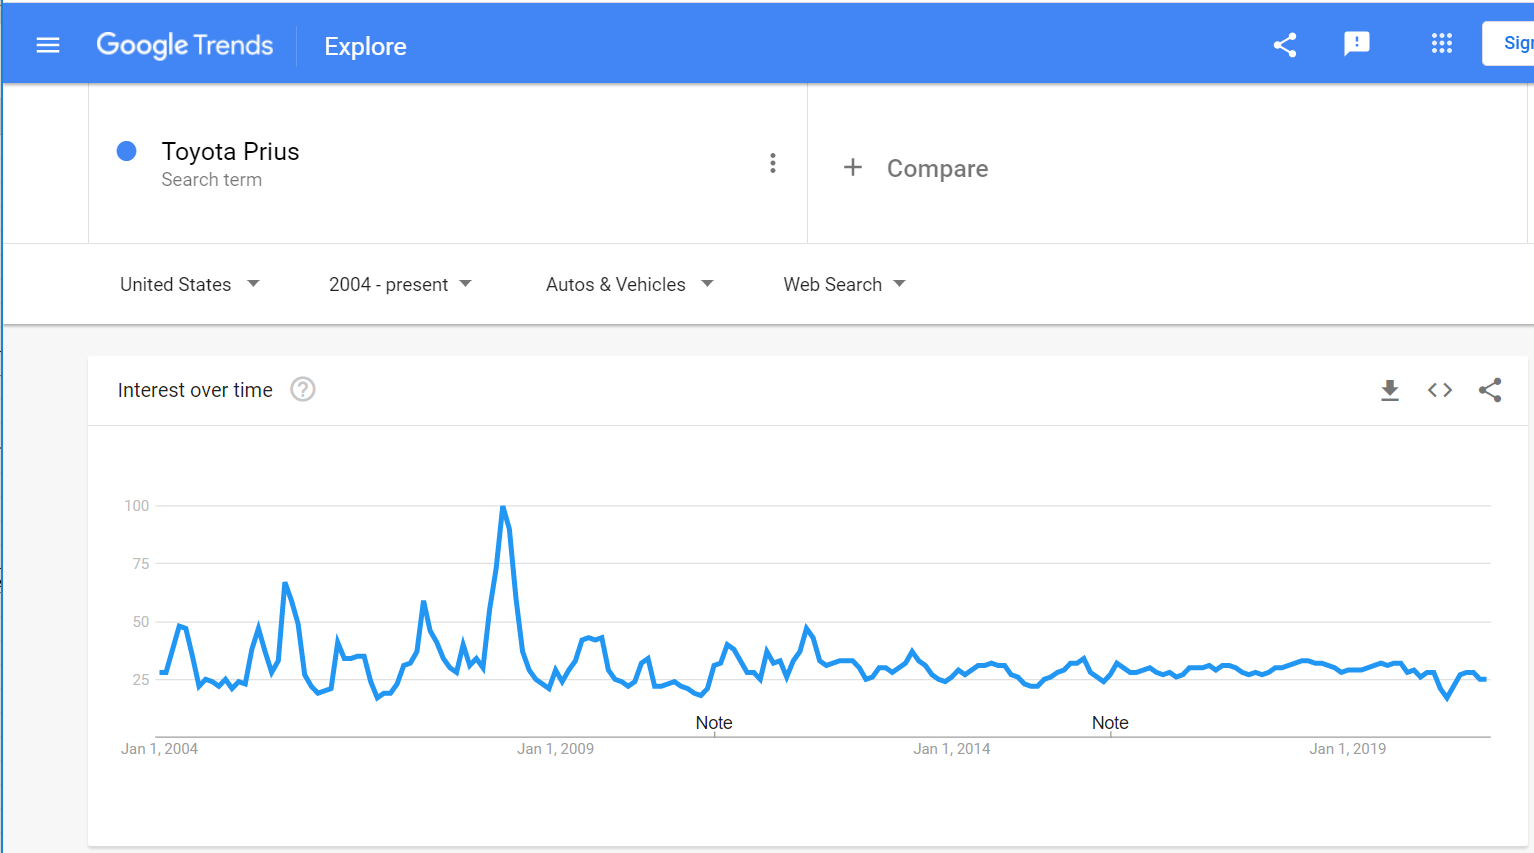 Google Trends Explore Sign
Toyota Prius
Search term
+ Compare
United States 2004 - present Autos & Vehicles Web Search
Interest over time ?
100
75
50
25
Note Note
Jan 1, 2004 Jan 1, 2009 Jan 1, 2014 Jan 1, 2019